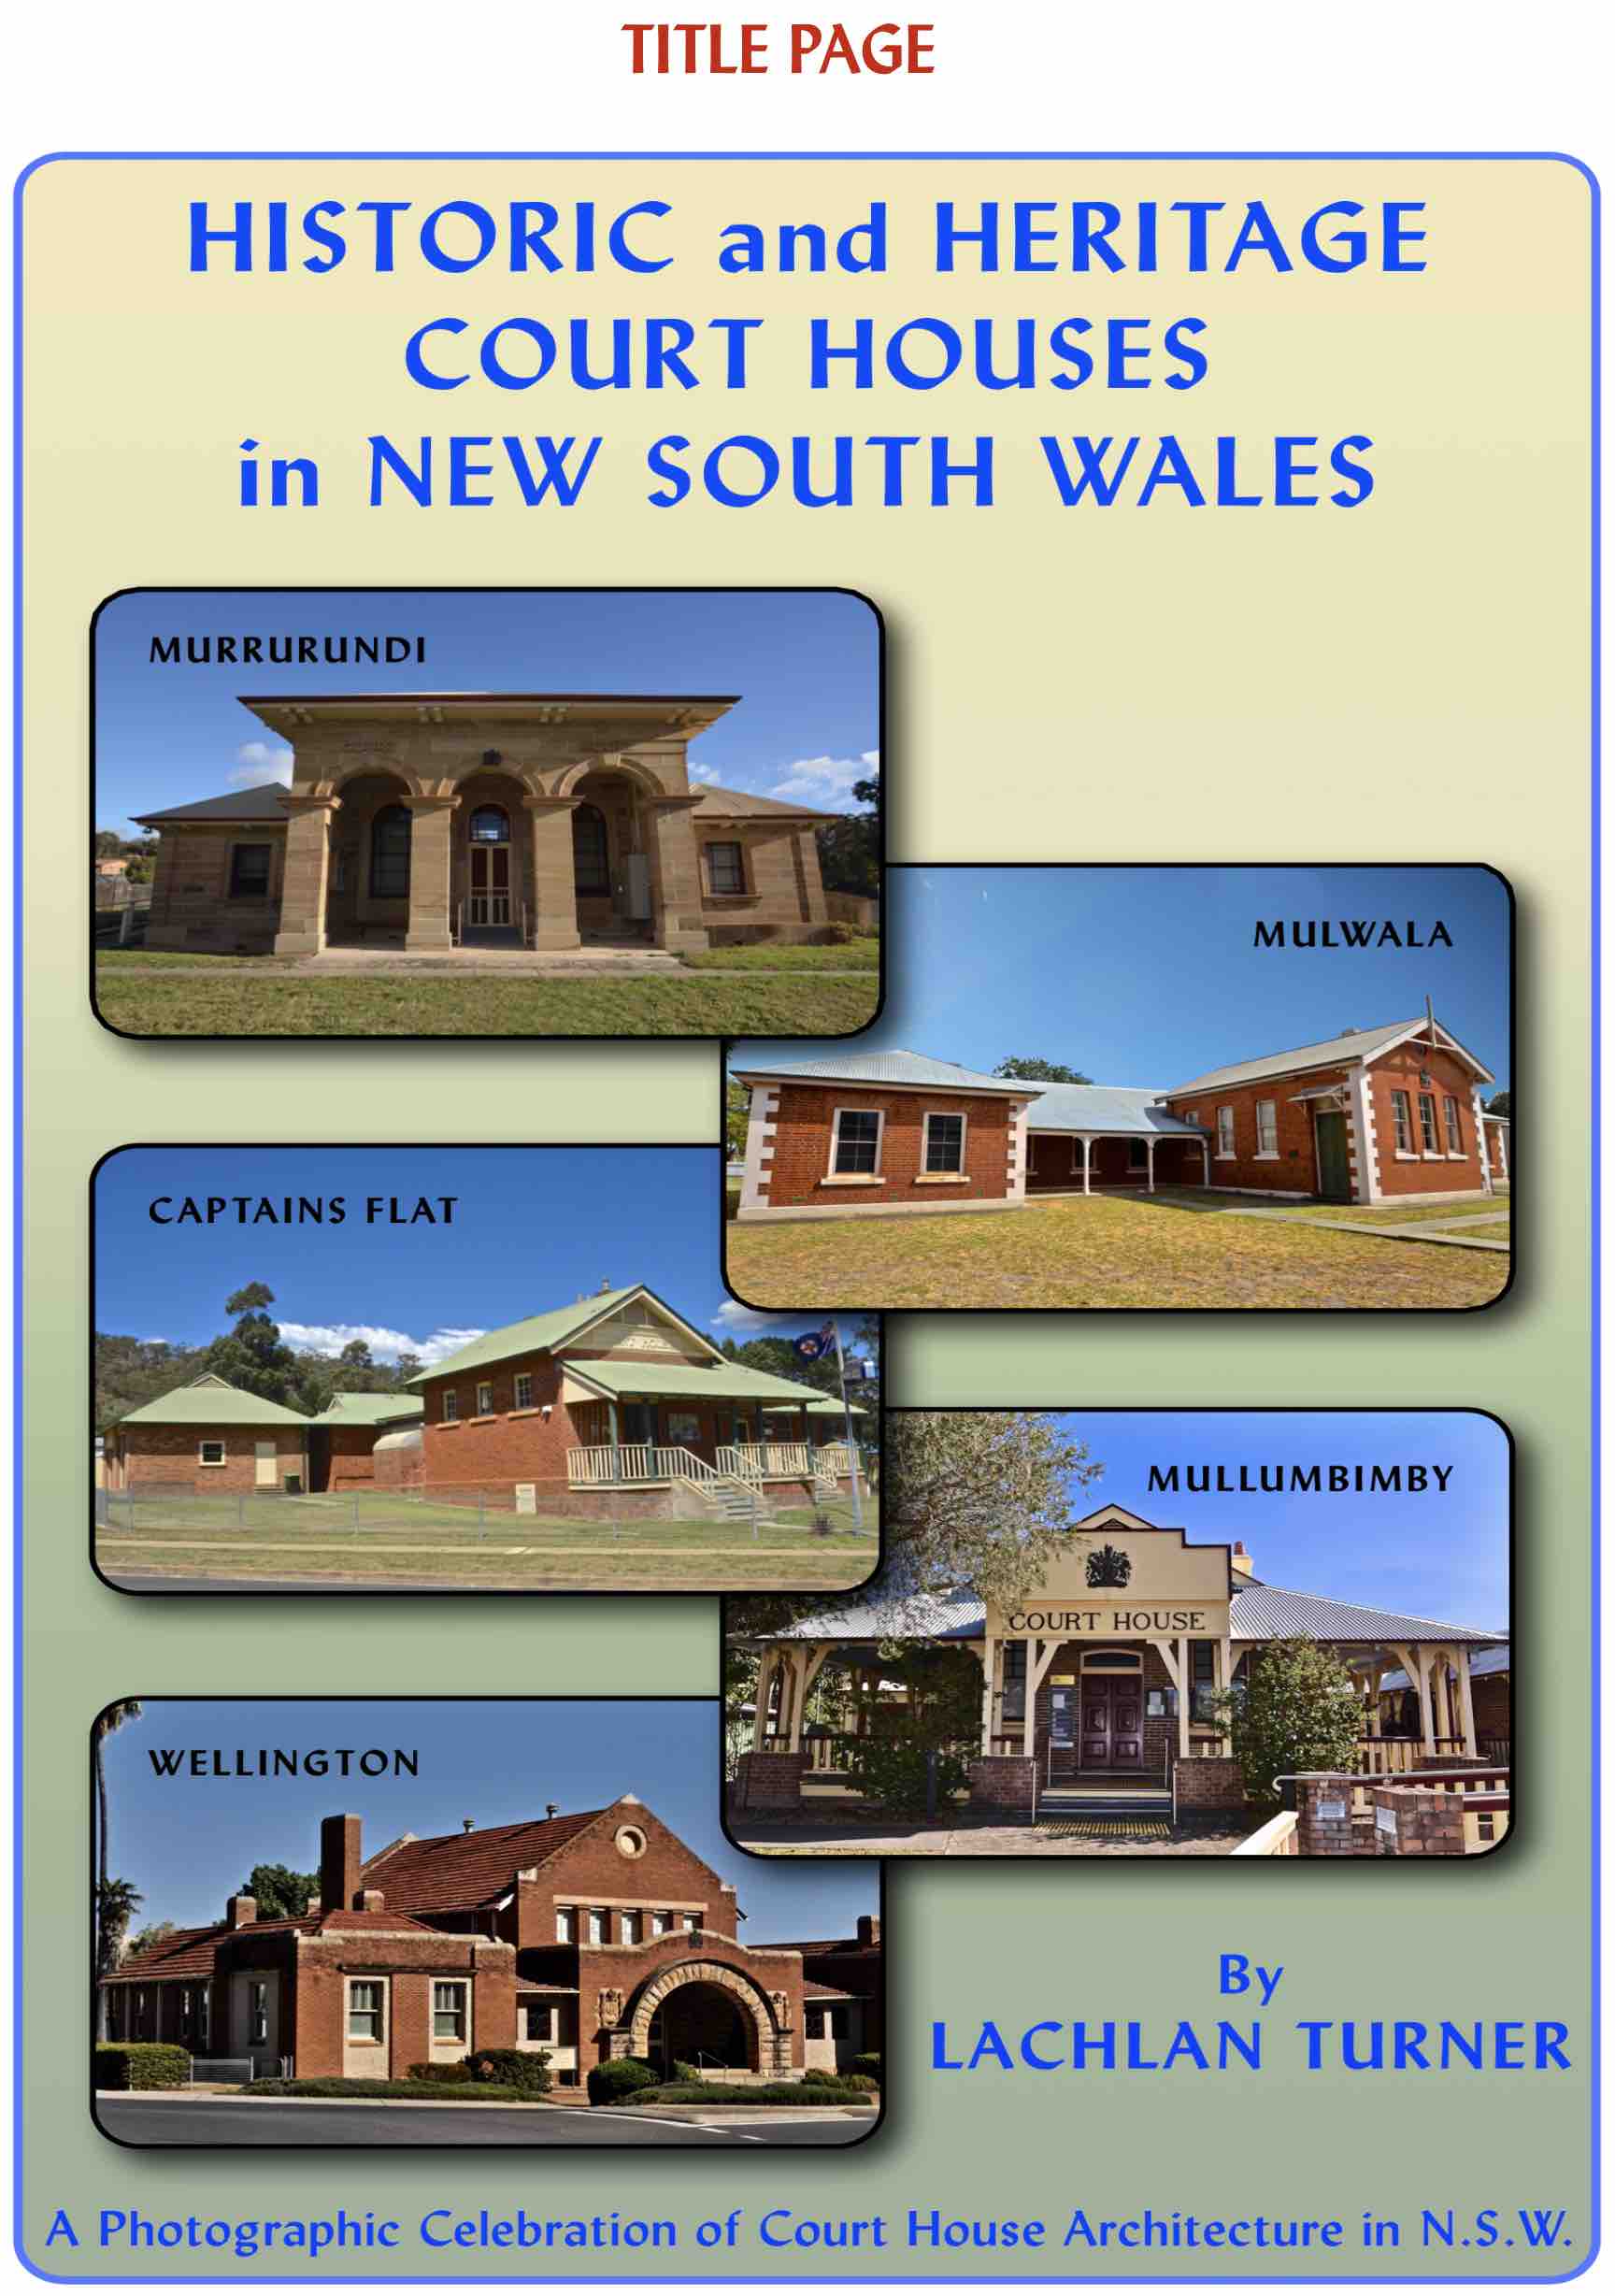 TITLE PAGE
HISTORIC and HERITAGE
COURT HOUSES
in NEW SOUTH WALES
MURRURUNDI
MULWALA
CAPTAINS FLAT
MULLUMBIMBY
COURT HOUSE
WELLINGTON
By
LACHLAN TURNER
A Photographic Celebration of Court House Architecture in N.S.W.